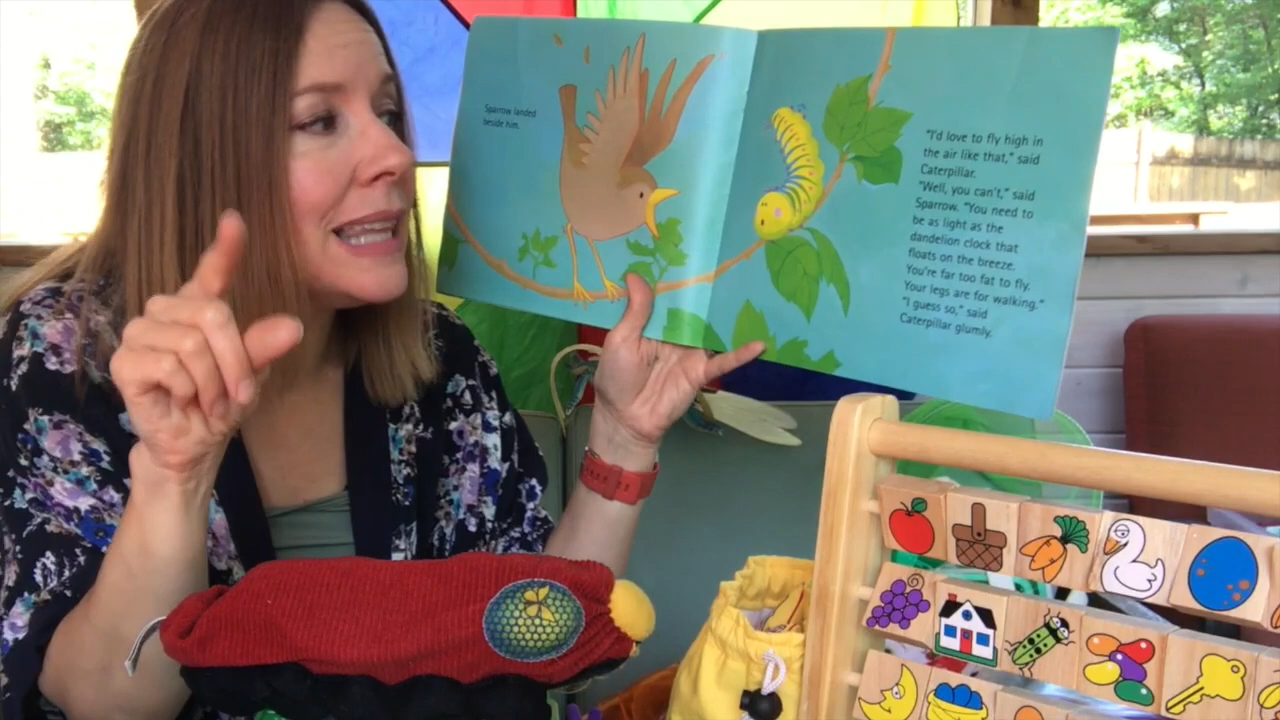 Sparrow landed
beside him.
"I'd love to fly high in
the air like that," said
Caterpillar.
"Well, you can't," said
Sparrow. "You need to
be as light as the
dandelion clock that
floats on the breeze.
You're far too fat to fly.
Your legs are for walking."
"I guess so," said
Caterpillar glumly.